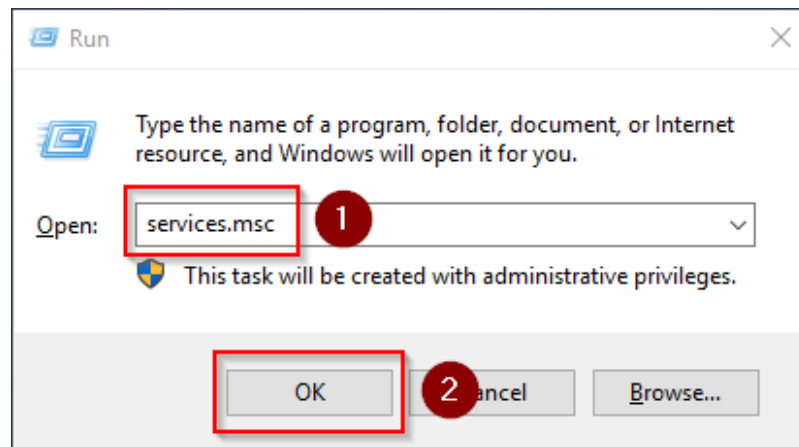 Run
Type the name of a program, folder, document, or Internet
resource, and Windows will open it for you.
Open: services.msc 1
This task will be created with administrative privileges.
OK 2 ancel Browse...